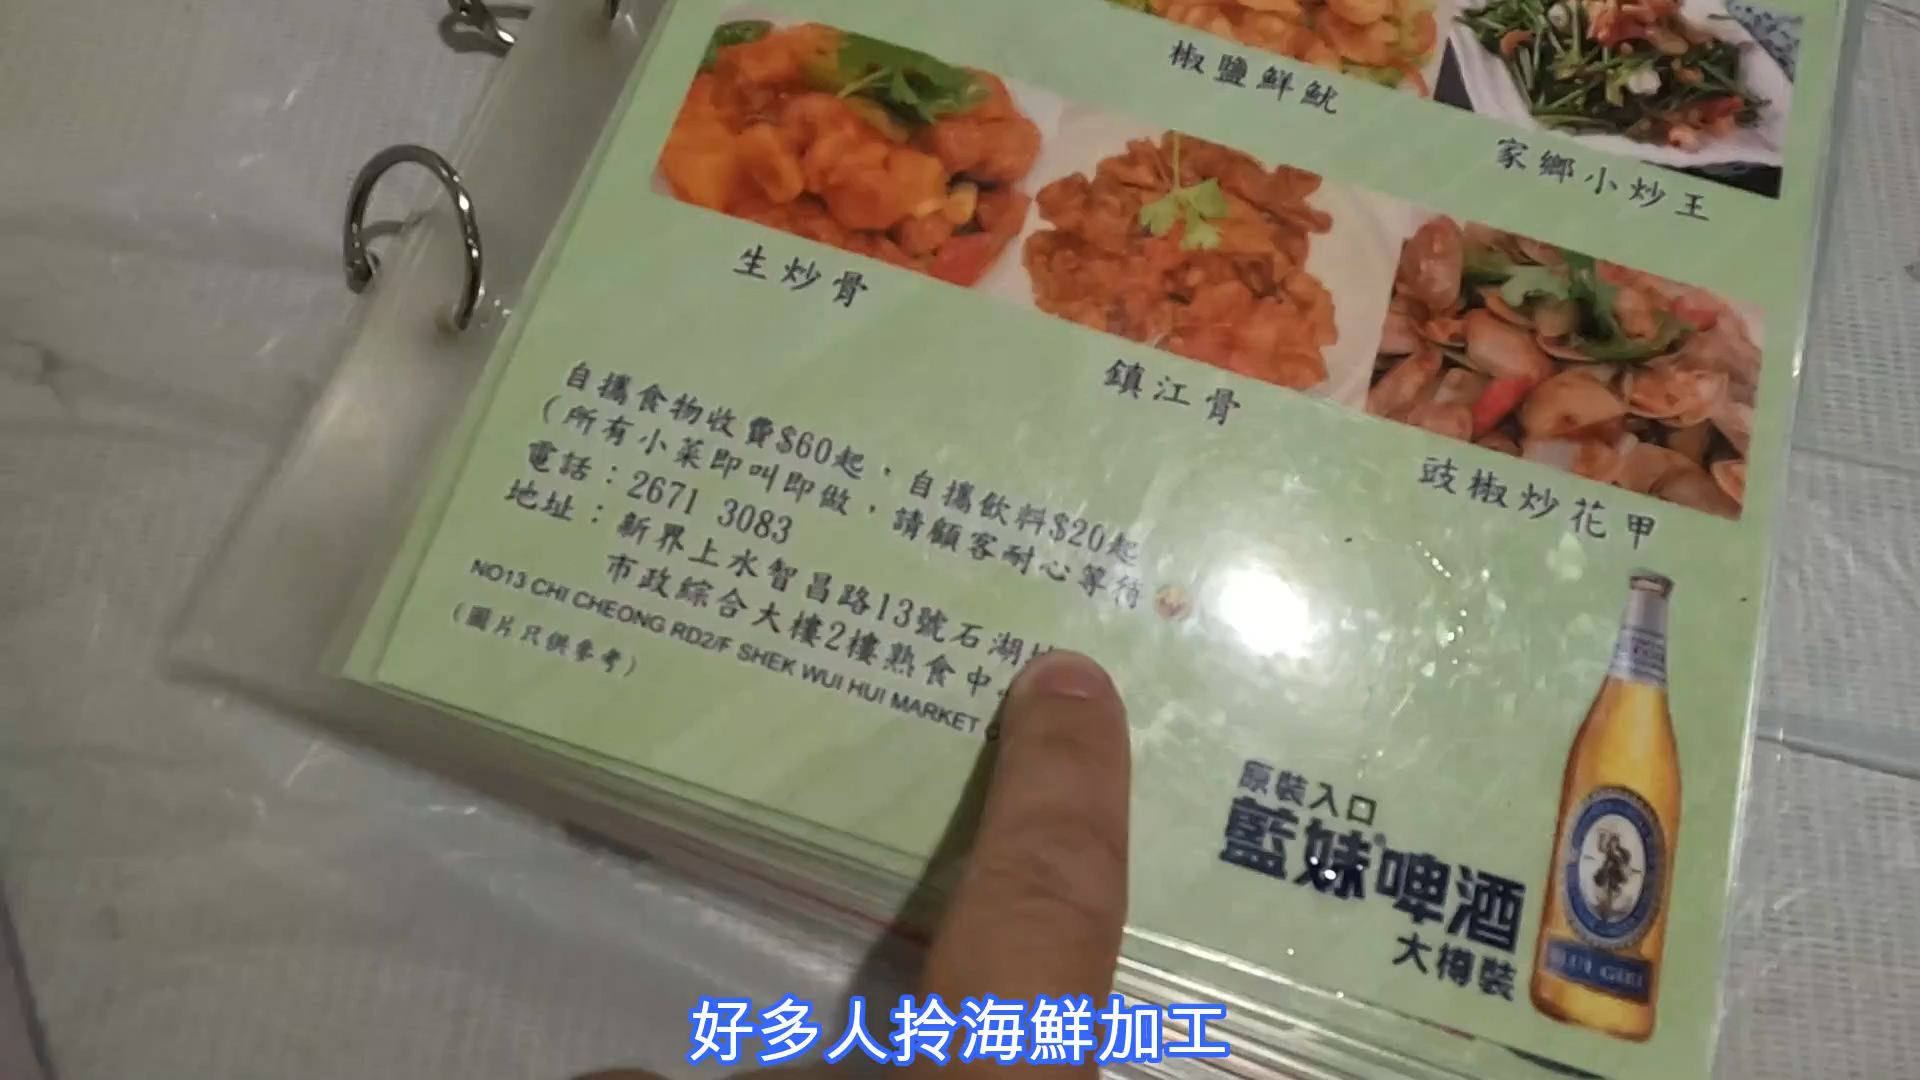 椒鹽鮮魷
家鄉小炒王
生炒骨
鎮江骨
豉椒炒花甲
自攜食物收費$60起，自攜飲料$20起
（所有小菜即叫即做，請顧客耐心等待
電話：2671 3083
地址：新界上水智昌路13號石湖
市政綜合大樓2樓熟食中
NO13 CHI CHEONG RD2/F SHEK WUI HUI MARKET
（圖片只供參考）
原裝入口
藍妹®啤酒
大樽裝
BLUE GIRL
好多人拎海鮮加工